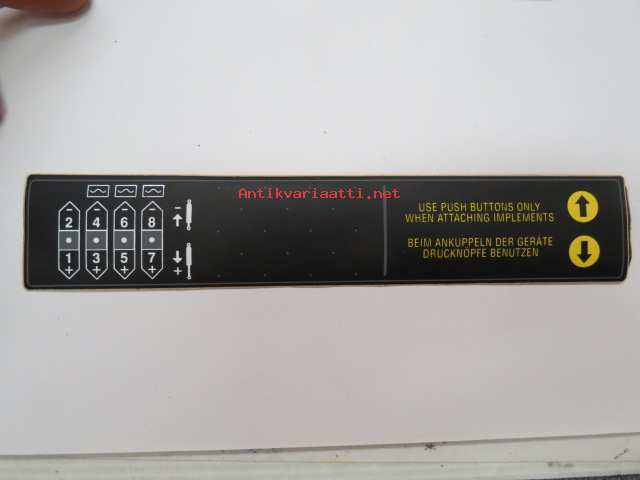 Antikvariaatti.net
2 4 6 8
1 3 5 7
+ + + +
-
+
USE PUSH BUTTONS ONLY
WHEN ATTACHING IMPLEMENTS
BEIM ANKUPPELN DER GERÄTE
DRUCKNÖPFE BENUTZEN